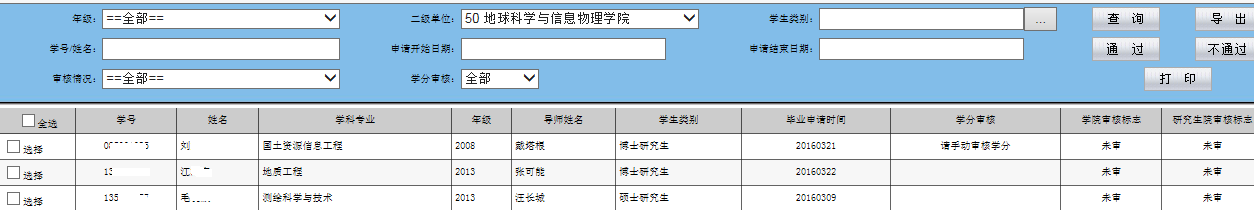 年级： ==全部== 二级单位： 50 地球科学与信息物理学院 学生类别： ... 查 询 导 出
学号/姓名： 申请开始日期： 申请结束日期： 通 过 不通过
审核情况： ==全部== 学分审核： 全部 打 印
全选 学号 姓名 学科专业 年级 导师姓名 学生类别 毕业申请时间 学分审核 学院审核标志 研究生院审核标志
选择 刘 国土资源信息工程 2008 戴塔根 博士研究生 20160321 请手动审核学分 未审 未审
选择 13 江 地质工程 2013 张可能 博士研究生 20160322 未审 未审
选择 135 毛 测绘科学与技术 2013 汪长城 硕士研究生 20160309 未审 未审